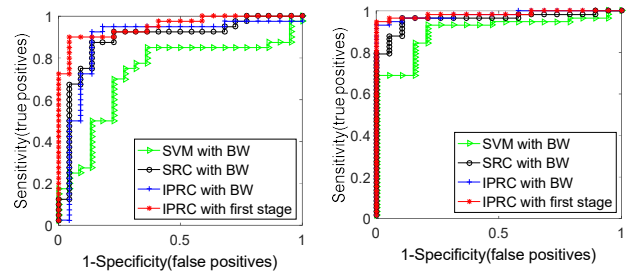 Sensitivity(true positives)
1
0.8
0.6
0.4
0.2
0
0
0.5
1
1-Specificity(false positives)
SVM with BW
SRC with BW
IPRC with BW
IPRC with first stage
Sensitivity(true positives)
1
0.8
0.6
0.4
0.2
0
0
0.5
1
1-Specificity(false positives)
SVM with BW
SRC with BW
IPRC with BW
IPRC with first stage